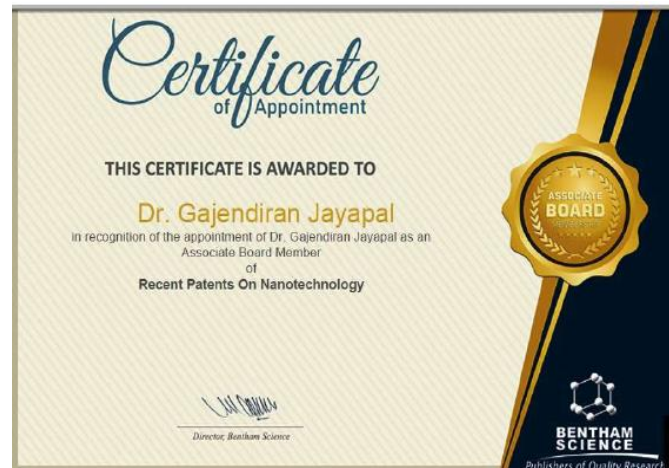 Certificate
of Appointment
THIS CERTIFICATE IS AWARDED TO
Dr. Gajendiran Jayapal
in recognition of the appointment of Dr. Gajendiran Jayapal as an
Associate Board Member
of
Recent Patents On Nanotechnology
Director, Bentham Science
ASSOCIATE
BOARD
BENTHAM
SCIENCE
Publishers of Quality Research